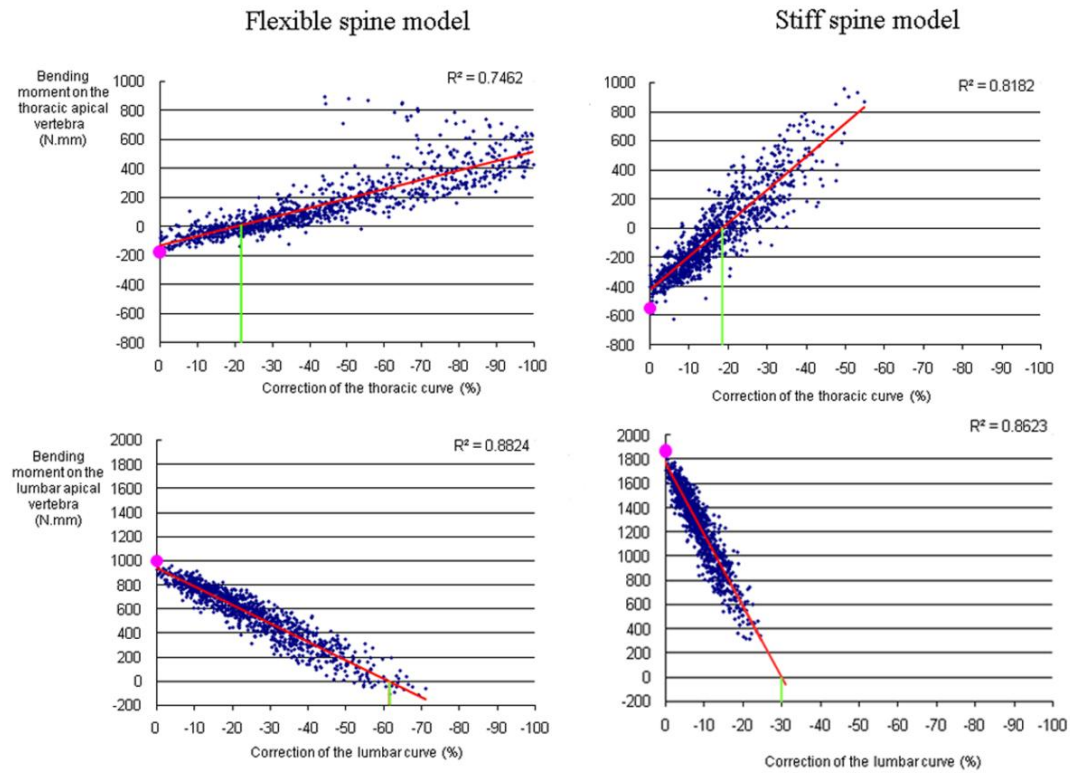 Flexible spine model
Stiff spine model
Bending
moment on the
thoracic apical
vertebra
(N.mm)
R² = 0.7462
1000
800
600
400
200
0
-200
-400
-600
-800
0 -10 -20 -30 -40 -50 -60 -70 -80 -90 -100
Correction of the thoracic curve (%)
R² = 0.8182
1000
800
600
400
200
0
-200
-400
-600
-800
0 -10 -20 -30 -40 -50 -60 -70 -80 -90 -100
Correction of the thoracic curve (%)
Bending
moment on the
lumbar apical
vertebra
(N.mm)
R² = 0.8824
2000
1800
1600
1400
1200
1000
800
600
400
200
0
-200
0 -10 -20 -30 -40 -50 -60 -70 -80 -90 -100
Correction of the lumbar curve (%)
R² = 0.8623
2000
1800
1600
1400
1200
1000
800
600
400
200
0
-200
0 -10 -20 -30 -40 -50 -60 -70 -80 -90 -100
Correction of the lumbar curve (%)